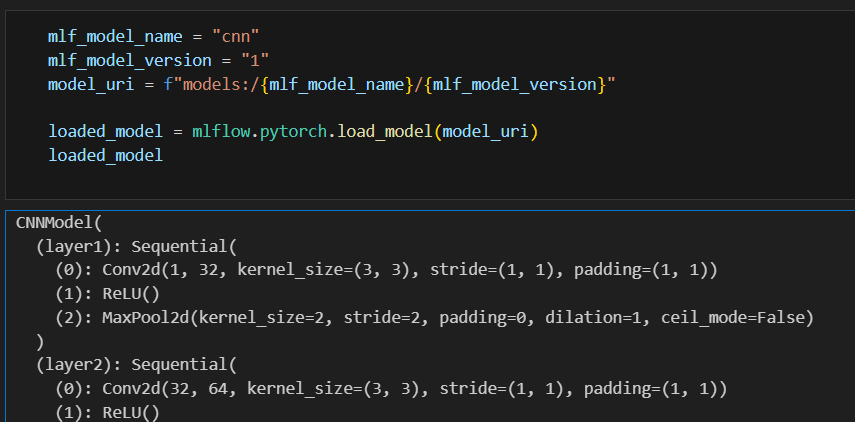 mlf_model_name = "cnn"
mlf_model_version = "1"
model_uri = f"models:/{mlf_model_name}/{mlf_model_version}"
loaded_model = mlflow.pytorch.load_model(model_uri)
loaded_model
CNNModel(
(layer1): Sequential(
(0): Conv2d(1, 32, kernel_size=(3, 3), stride=(1, 1), padding=(1, 1))
(1): ReLU()
(2): MaxPool2d(kernel_size=2, stride=2, padding=0, dilation=1, ceil_mode=False)
)
(layer2): Sequential(
(0): Conv2d(32, 64, kernel_size=(3, 3), stride=(1, 1), padding=(1, 1))
(1): ReLU()